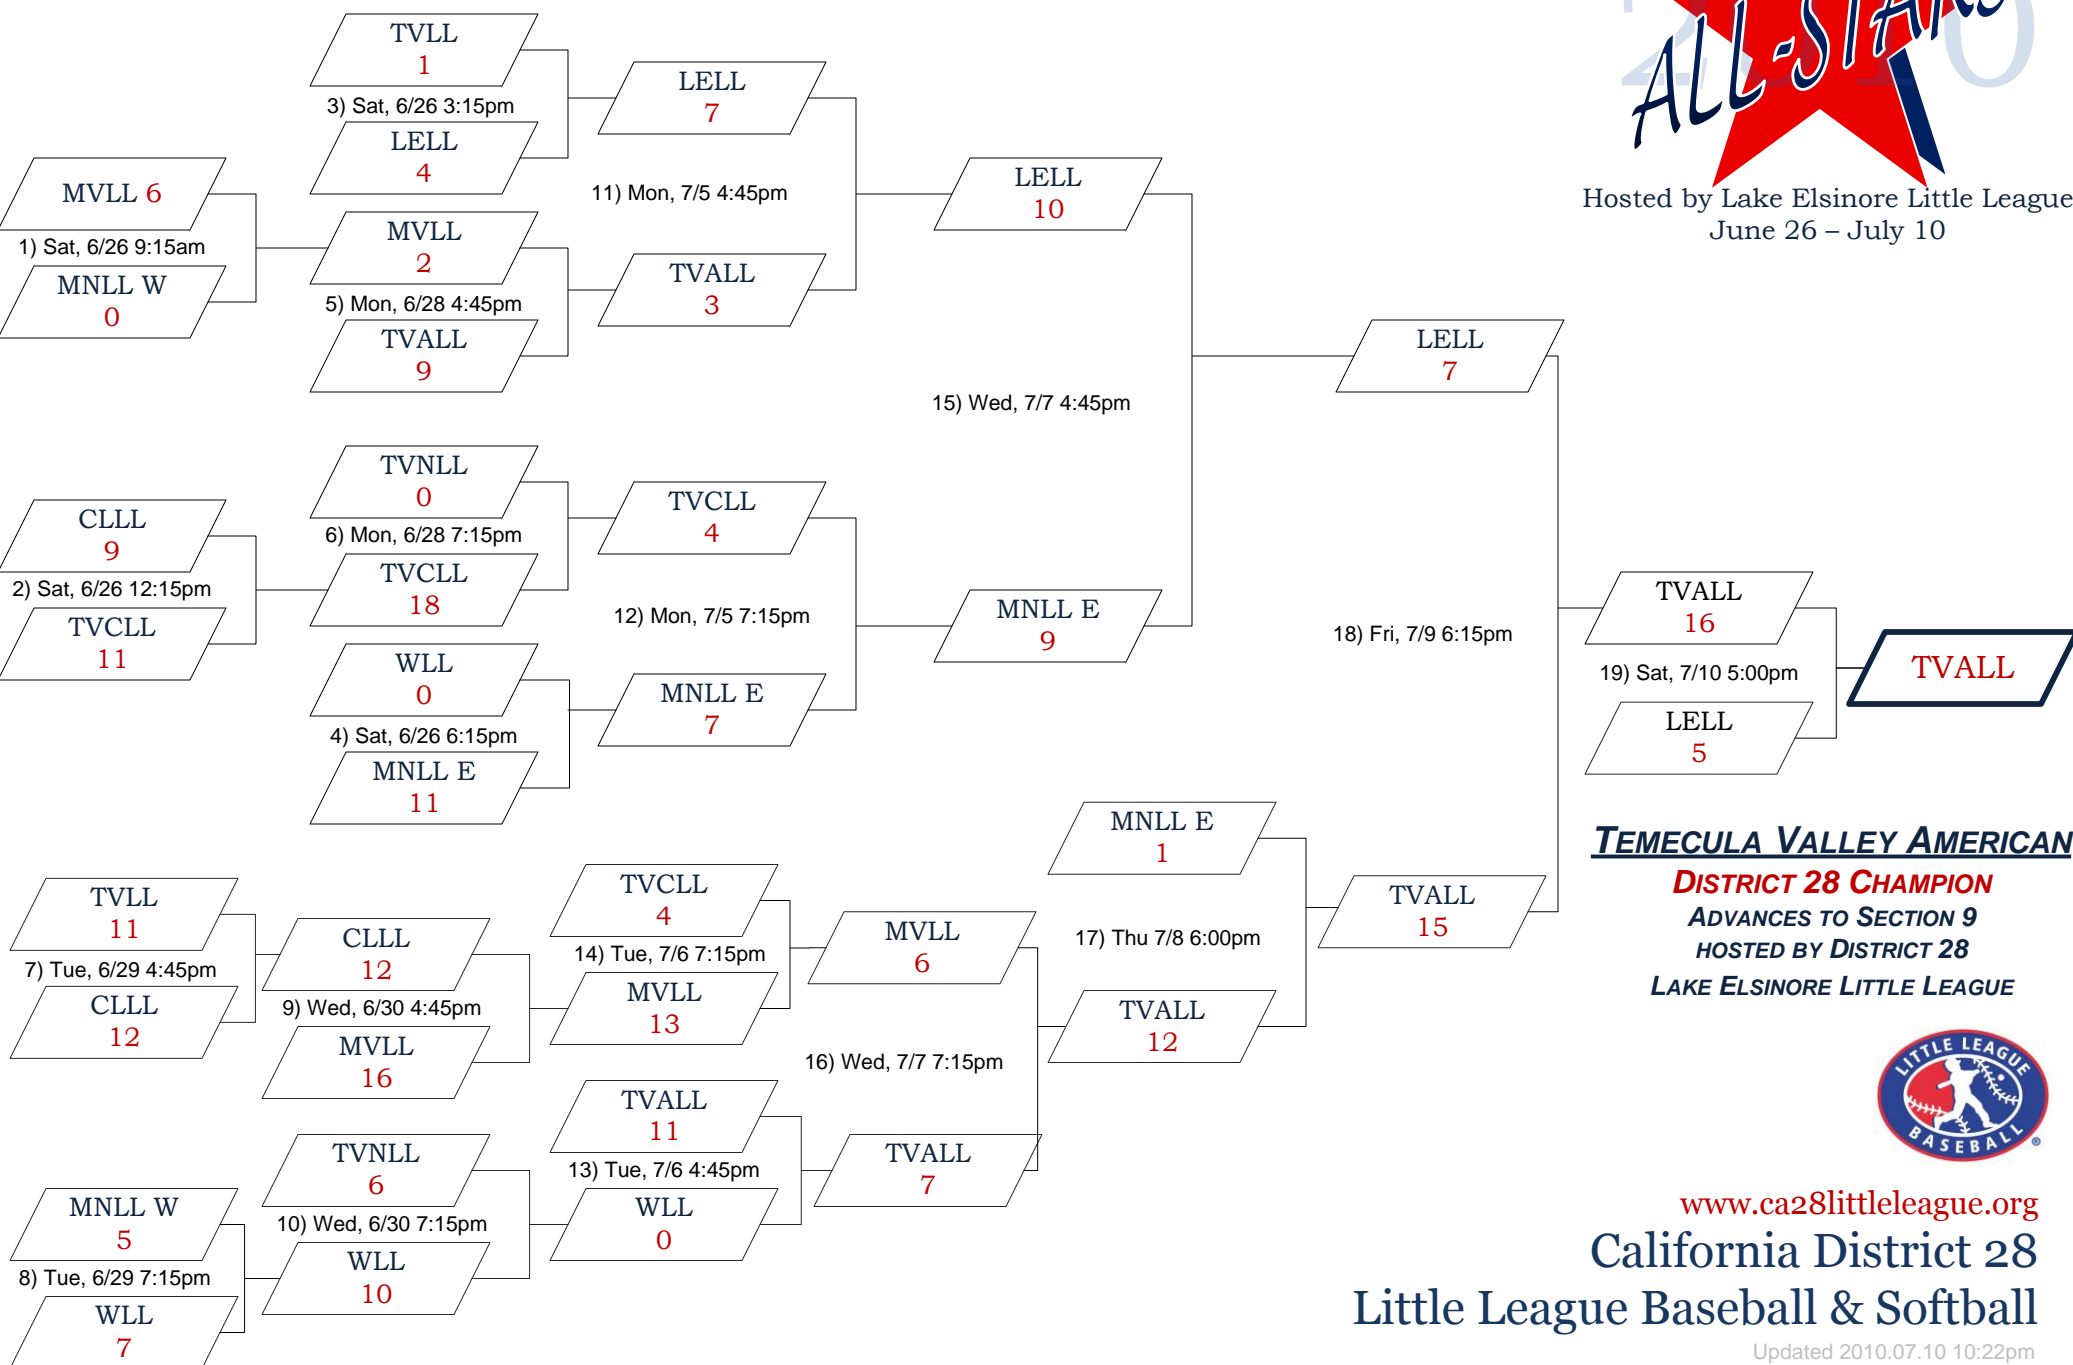 2010
ALL-STARS
Hosted by Lake Elsinore Little League
June 26 – July 10
TVLL
1
3) Sat, 6/26 3:15pm
LELL
4
LELL
7
11) Mon, 7/5 4:45pm
MVLL 6
1) Sat, 6/26 9:15am
MNLL W
0
MVLL
2
5) Mon, 6/28 4:45pm
TVALL
9
TVALL
3
LELL
10
15) Wed, 7/7 4:45pm
LELL
7
CLLL
9
2) Sat, 6/26 12:15pm
TVCLL
11
TVNLL
0
6) Mon, 6/28 7:15pm
TVCLL
18
TVCLL
4
12) Mon, 7/5 7:15pm
WLL
0
4) Sat, 6/26 6:15pm
MNLL E
11
MNLL E
7
MNLL E
9
18) Fri, 7/9 6:15pm
TVALL
16
19) Sat, 7/10 5:00pm
LELL
5
TVALL
TVLL
11
7) Tue, 6/29 4:45pm
CLLL
12
CLLL
12
9) Wed, 6/30 4:45pm
MVLL
16
TVCLL
4
14) Tue, 7/6 7:15pm
MVLL
13
MVLL
6
16) Wed, 7/7 7:15pm
MNLL E
1
17) Thu 7/8 6:00pm
TVALL
12
TVALL
15
MNLL W
5
8) Tue, 6/29 7:15pm
WLL
7
TVNLL
6
10) Wed, 6/30 7:15pm
WLL
10
TVALL
11
13) Tue, 7/6 4:45pm
WLL
0
TVALL
7
TEMECULA VALLEY AMERICAN
DISTRICT 28 CHAMPION
ADVANCES TO SECTION 9
HOSTED BY DISTRICT 28
LAKE ELSINORE LITTLE LEAGUE
LITTLE LEAGUE
BASEBALL ®
www.ca28littleleague.org
California District 28
Little League Baseball & Softball
Updated 2010.07.10 10:22pm